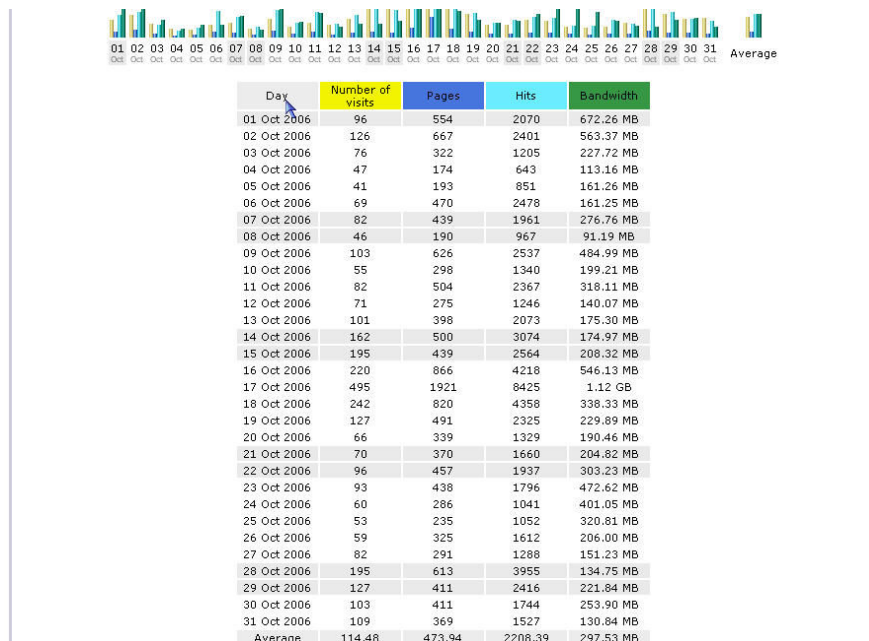 01 02 03 04 05 06 07 08 09 10 11 12 13 14 15 16 17 18 19 20 21 22 23 24 25 26 27 28 29 30 31 Average
Oct Oct Oct Oct Oct Oct Oct Oct Oct Oct Oct Oct Oct Oct Oct Oct Oct Oct Oct Oct Oct Oct Oct Oct Oct Oct Oct Oct Oct Oct Oct
Day Number of visits Pages Hits Bandwidth
01 Oct 2006 96 554 2070 672.26 MB
02 Oct 2006 126 667 2401 563.37 MB
03 Oct 2006 76 322 1205 227.72 MB
04 Oct 2006 47 174 643 113.16 MB
05 Oct 2006 41 193 851 161.26 MB
06 Oct 2006 69 470 2478 161.25 MB
07 Oct 2006 82 439 1961 276.76 MB
08 Oct 2006 46 190 967 91.19 MB
09 Oct 2006 103 626 2537 484.99 MB
10 Oct 2006 55 298 1340 199.21 MB
11 Oct 2006 82 504 2367 318.11 MB
12 Oct 2006 71 275 1246 140.07 MB
13 Oct 2006 101 398 2073 175.30 MB
14 Oct 2006 162 500 3074 174.97 MB
15 Oct 2006 195 439 2564 208.32 MB
16 Oct 2006 220 866 4218 546.13 MB
17 Oct 2006 495 1921 8425 1.12 GB
18 Oct 2006 242 820 4358 338.33 MB
19 Oct 2006 127 491 2325 229.89 MB
20 Oct 2006 66 339 1329 190.46 MB
21 Oct 2006 70 370 1660 204.82 MB
22 Oct 2006 96 457 1937 303.23 MB
23 Oct 2006 93 438 1796 472.62 MB
24 Oct 2006 60 286 1041 401.05 MB
25 Oct 2006 53 235 1052 320.81 MB
26 Oct 2006 59 325 1612 206.00 MB
27 Oct 2006 82 291 1288 151.23 MB
28 Oct 2006 195 613 3955 134.75 MB
29 Oct 2006 127 411 2416 221.84 MB
30 Oct 2006 103 411 1744 253.90 MB
31 Oct 2006 109 369 1527 130.84 MB
Average 114.48 473.94 2208.39 297.53 MB